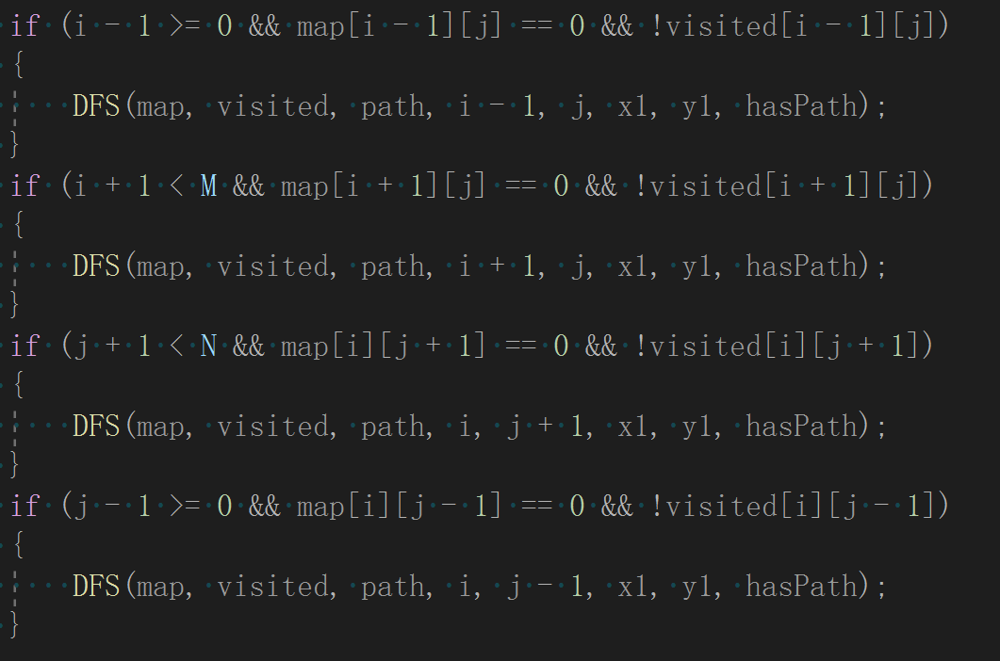 if (i - 1 >= 0 && map[i - 1][j] == 0 && !visited[i - 1][j])
{
    DFS(map, visited, path, i - 1, j, x1, y1, hasPath);
}
if (i + 1 < M && map[i + 1][j] == 0 && !visited[i + 1][j])
{
    DFS(map, visited, path, i + 1, j, x1, y1, hasPath);
}
if (j + 1 < N && map[i][j + 1] == 0 && !visited[i][j + 1])
{
    DFS(map, visited, path, i, j + 1, x1, y1, hasPath);
}
if (j - 1 >= 0 && map[i][j - 1] == 0 && !visited[i][j - 1])
{
    DFS(map, visited, path, i, j - 1, x1, y1, hasPath);
}